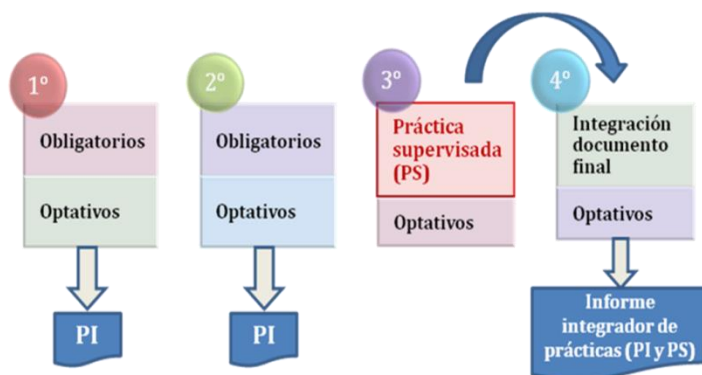 1º
Obligatorios
Optativos
PI
2º
Obligatorios
Optativos
PI
3º
Práctica
supervisada
(PS)
Optativos
4º
Integración
documento
final
Optativos
Informe
integrador de
prácticas (PI y PS)